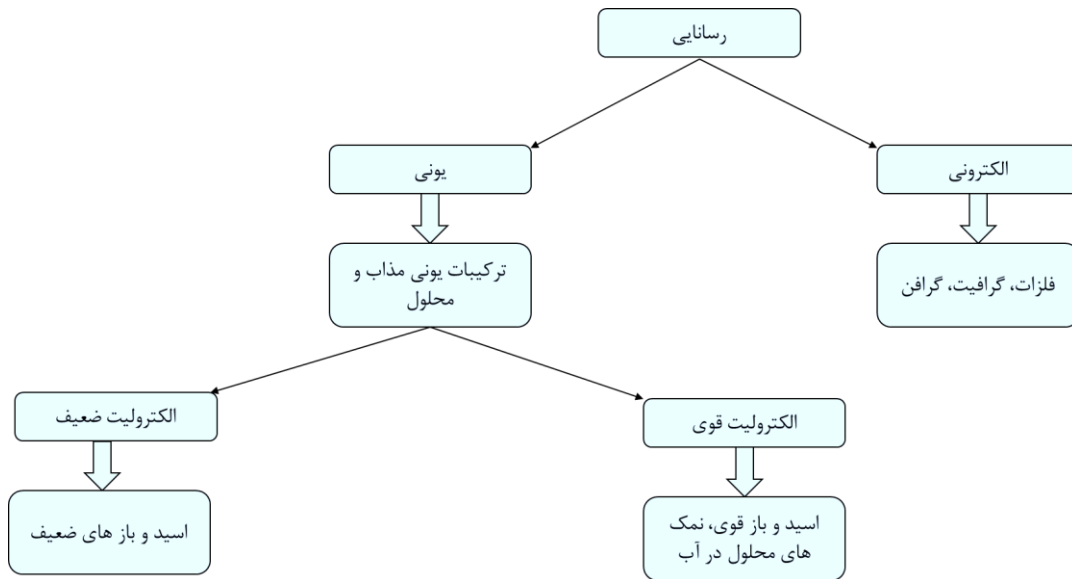 رسانایی
یونی
الکترونی
ترکیبات یونی مذاب و
محلول
فلزات، گرافیت، گرافن
الکترولیت ضعیف
الکترولیت قوی
اسید و باز های ضعیف
اسید و باز قوی، نمک
های محلول در آب